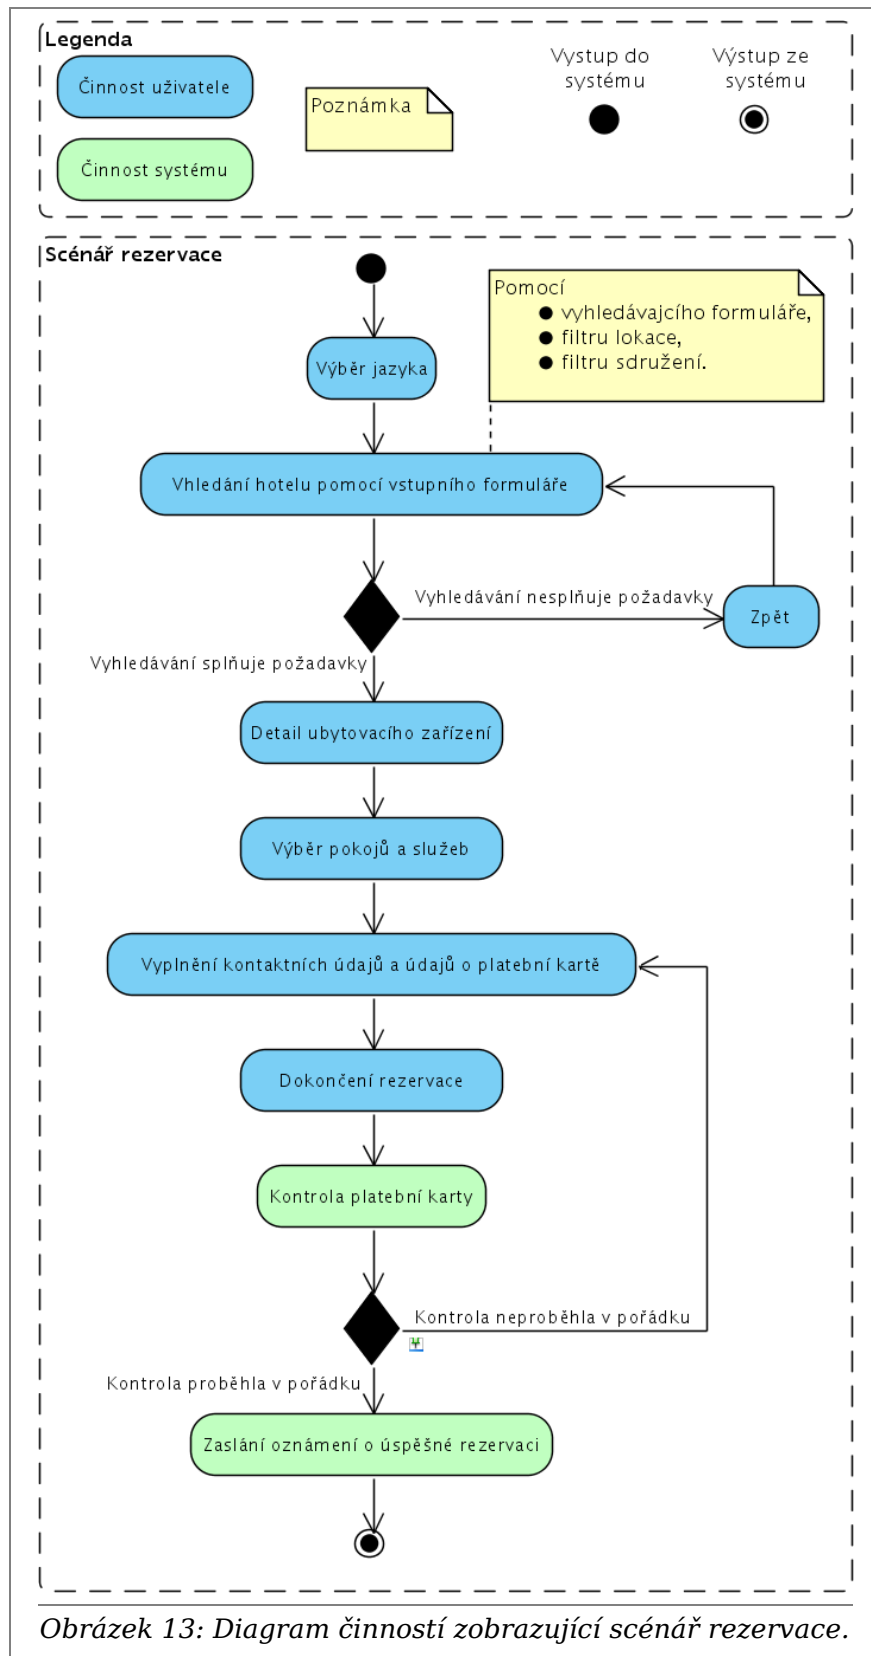 Legenda
Činnost uživatele
Činnost systému
Poznámka
Vystup do
systému
Výstup ze
systému
Scénář rezervace
Pomocí
● vyhledávajcího formuláře,
● filtru lokace,
● filtru sdružení.
Výběr jazyka
Vhledání hotelu pomocí vstupního formuláře
Vyhledávání nesplňuje požadavky
Zpět
Vyhledávání splňuje požadavky
Detail ubytovacího zařízení
Výběr pokojů a služeb
Vyplnění kontaktních údajů a údajů o platební kartě
Dokončení rezervace
Kontrola platební karty
Kontrola neproběhla v pořádku
Kontrola proběhla v pořádku
Zaslání oznámení o úspěšné rezervaci
Obrázek 13: Diagram činností zobrazující scénář rezervace.